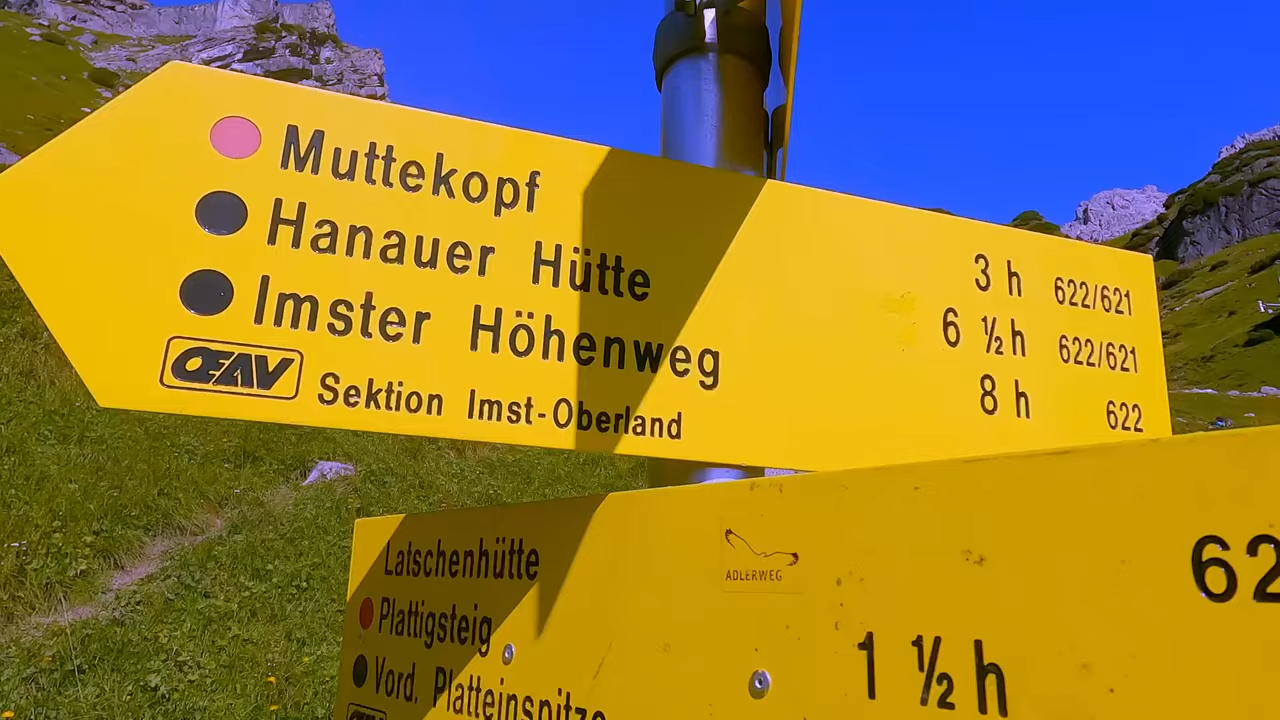 Muttekopf 3 h 622/621
Hanauer Hütte 6 ½ h 622/621
Imster Höhenweg 8 h 622
ŒAV Sektion Imst-Oberland
Latschenhütte
ADLERWEG
62
Plattigsteig 1 ½ h
Vord. Platteinspitze